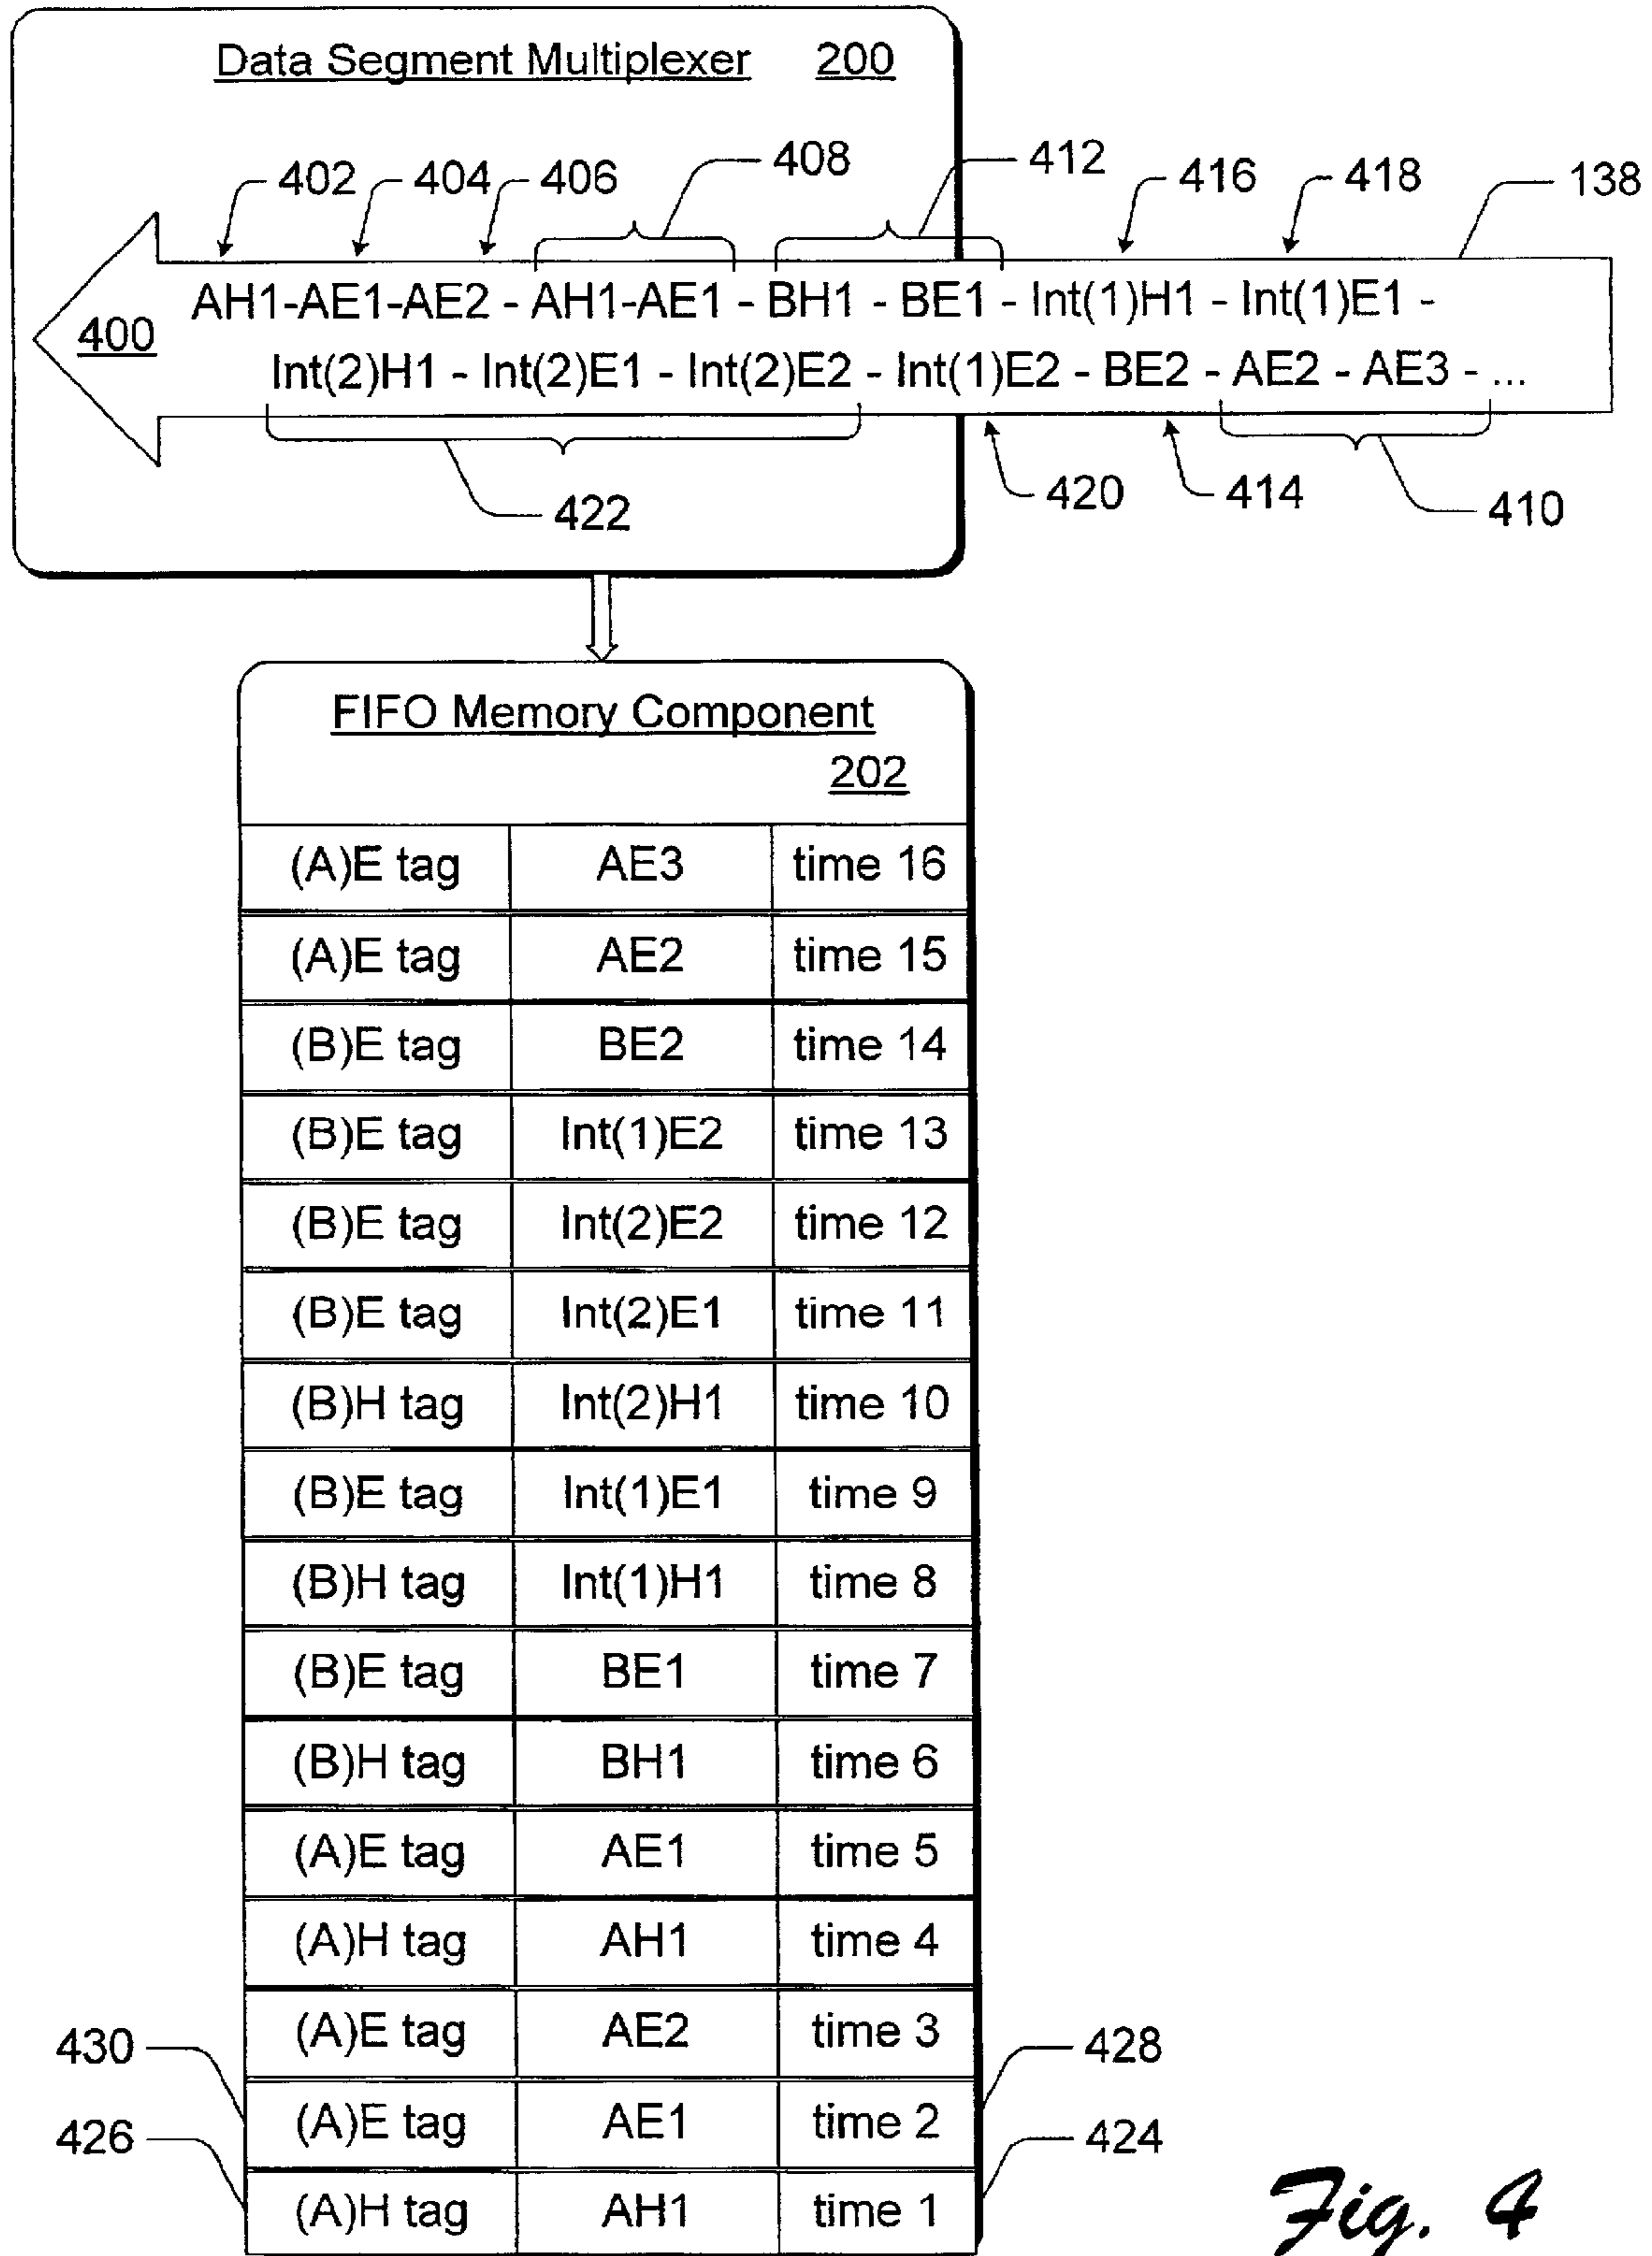 Data Segment Multiplexer 200
402 404 406 408 412 416 418 138
AH1-AE1-AE2 - AH1-AE1 - BH1 - BE1 - Int(1)H1 - Int(1)E1 -
400
Int(2)H1 - Int(2)E1 - Int(2)E2 - Int(1)E2 - BE2 - AE2 - AE3 - ...
422 420 414 410
FIFO Memory Component
202
(A)E tag AE3 time 16
(A)E tag AE2 time 15
(B)E tag BE2 time 14
(B)E tag Int(1)E2 time 13
(B)E tag Int(2)E2 time 12
(B)E tag Int(2)E1 time 11
(B)H tag Int(2)H1 time 10
(B)E tag Int(1)E1 time 9
(B)H tag Int(1)H1 time 8
(B)E tag BE1 time 7
(B)H tag BH1 time 6
(A)E tag AE1 time 5
(A)H tag AH1 time 4
(A)E tag AE2 time 3
430 428
(A)E tag AE1 time 2
426 424
(A)H tag AH1 time 1
Fig. 4